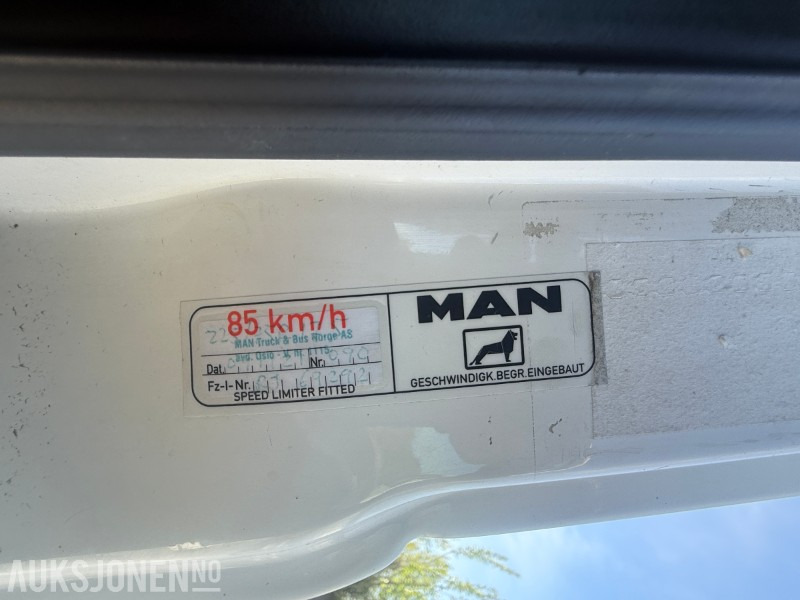 85 km/h
MAN Truck & Bus Norge AS
Dat.
Nr.
Fz-I-Nr.
SPEED LIMITER FITTED
MAN
GESCHWINDIGK.BEGR.EINGEBAUT
AUKSJONEN.NO